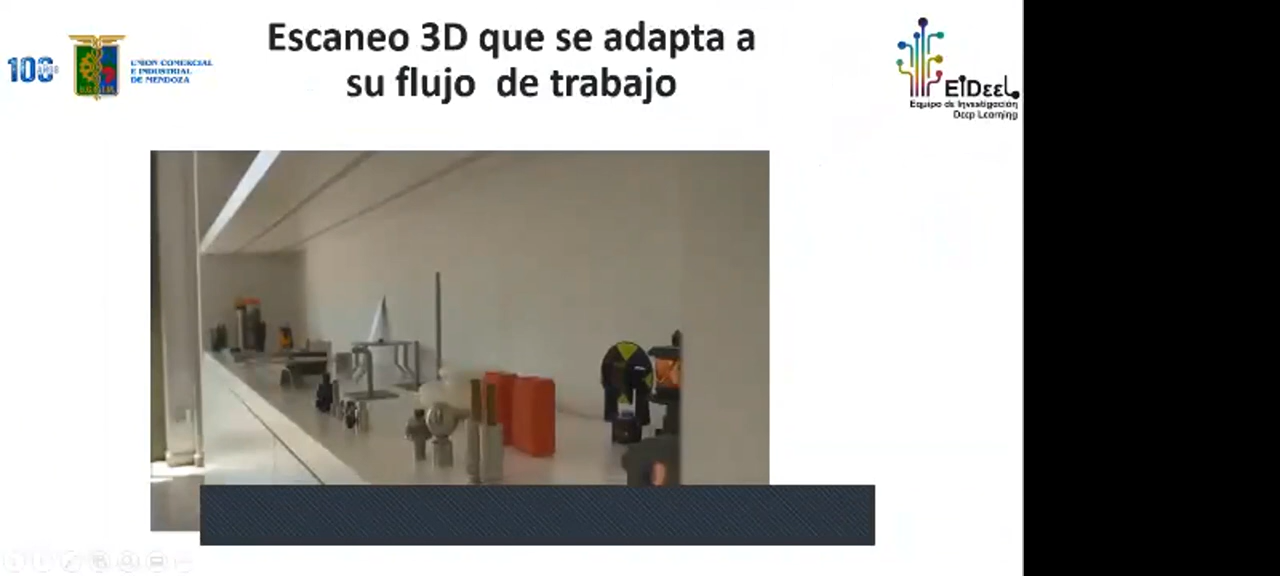 Escaneo 3D que se adapta a
su flujo de trabajo
100
AÑOS
UNION COMERCIAL
E INDUSTRIAL
DE MENDOZA
EIDeeL
Equipo de Investigación
Deep Learning